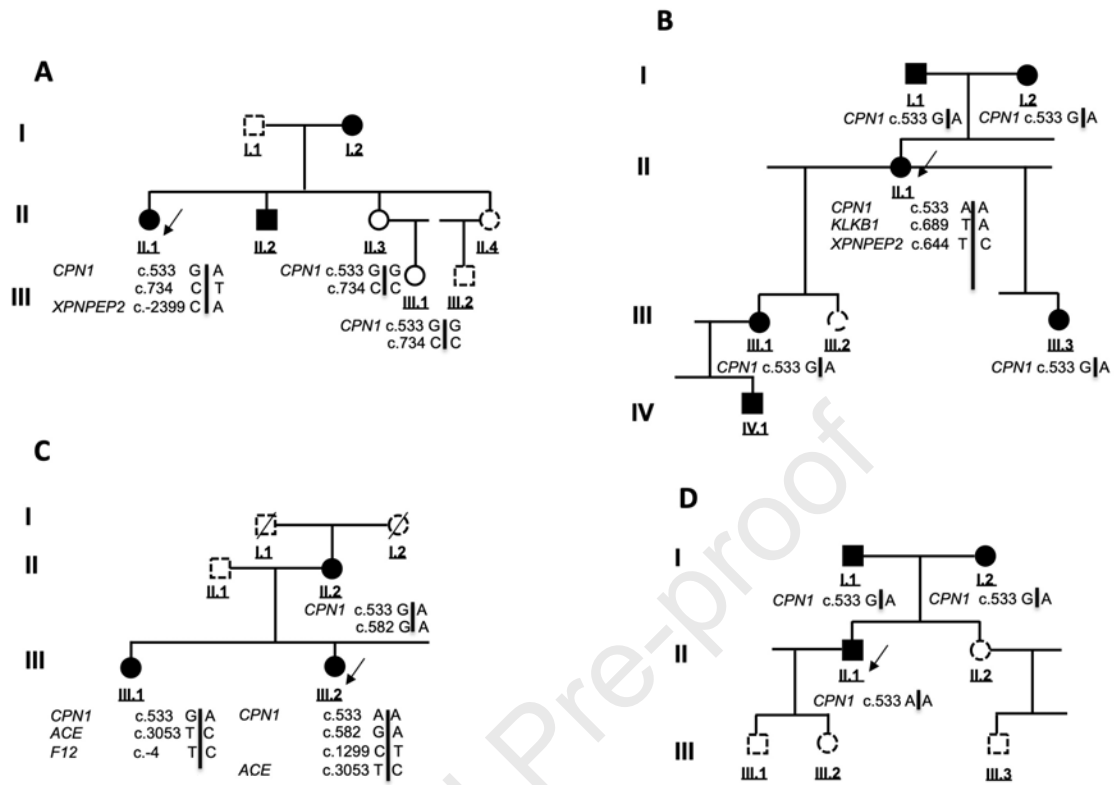 A
I
I.1
I.2
II
II.1
II.2
II.3
II.4
III
CPN1 c.533 G A
c.734 C T
XPNPEP2 c.-2399 C A
CPN1 c.533 G G
c.734 C C
III.1
III.2
CPN1 c.533 G G
c.734 C C
B
I
I.1
I.2
CPN1 c.533 G A
CPN1 c.533 G A
II
II.1
CPN1 c.533 A A
KLKB1 c.689 T A
XPNPEP2 c.644 T C
III
III.1
III.2
III.3
CPN1 c.533 G A
CPN1 c.533 G A
IV
IV.1
C
I
I.1
I.2
II
II.1
II.2
CPN1 c.533 G A
c.582 G A
III
III.1
III.2
CPN1 c.533 G A
ACE c.3053 T C
F12 c.-4 T C
CPN1 c.533 A A
c.582 G A
c.1299 C T
ACE c.3053 T C
D
I
I.1
I.2
CPN1 c.533 G A
CPN1 c.533 G A
II
II.1
II.2
CPN1 c.533 A A
III
III.1
III.2
III.3
Pre-proof